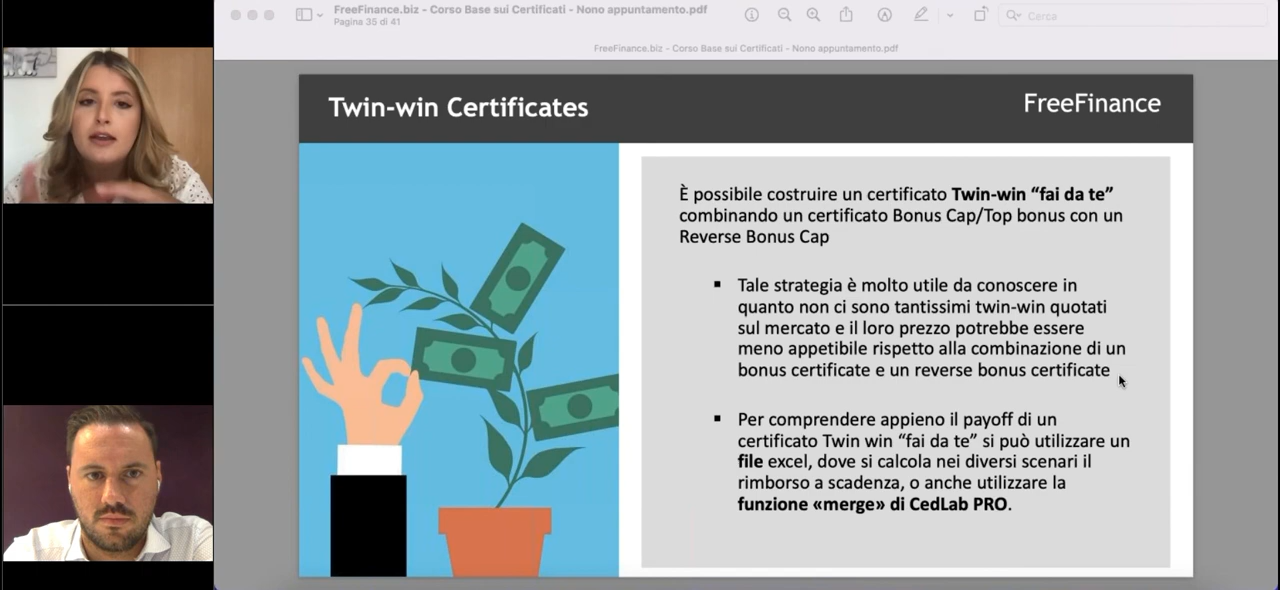 FreeFinance.biz - Corso Base sui Certificati - Nono appuntamento.pdf
Pagina 35 di 41
Cerca
FreeFinance.biz - Corso Base sui Certificati - Nono appuntamento.pdf
Twin-win Certificates
FreeFinance
È possibile costruire un certificato Twin-win “fai da te”
combinando un certificato Bonus Cap/Top bonus con un
Reverse Bonus Cap
▪ Tale strategia è molto utile da conoscere in
quanto non ci sono tantissimi twin-win quotati
sul mercato e il loro prezzo potrebbe essere
meno appetibile rispetto alla combinazione di un
bonus certificate e un reverse bonus certificate
▪ Per comprendere appieno il payoff di un
certificato Twin win “fai da te” si può utilizzare un
file excel, dove si calcola nei diversi scenari il
rimborso a scadenza, o anche utilizzare la
funzione «merge» di CedLab PRO.